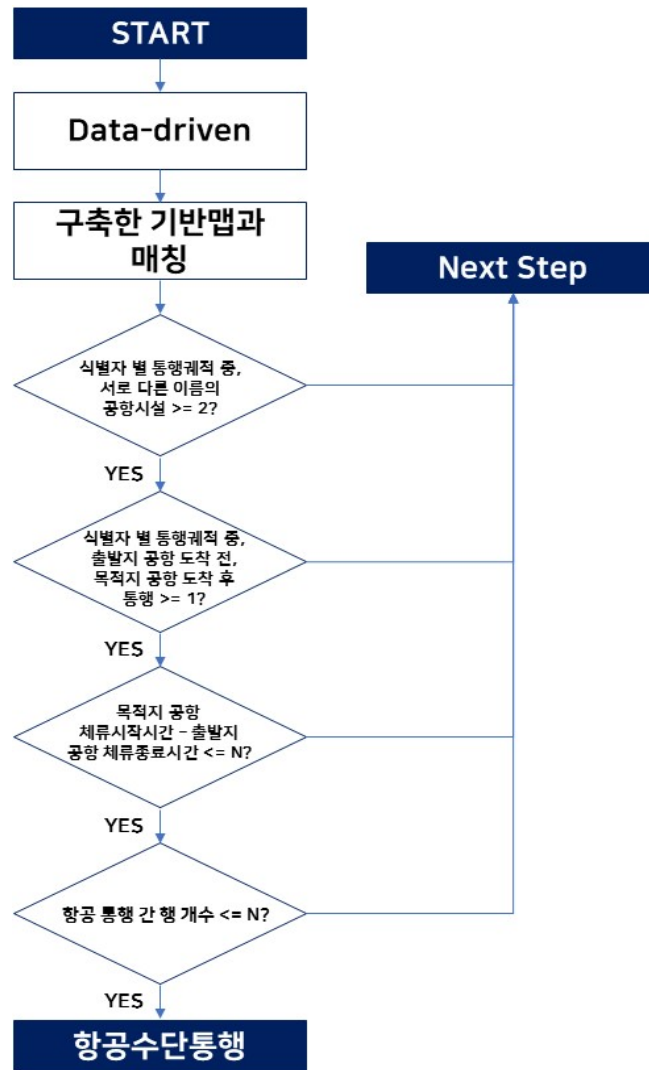 START
Data-driven
구축한 기반맵과
매칭
Next Step
식별자 별 통행궤적 중,
서로 다른 이름의
공항시설 >= 2?
YES
식별자 별 통행궤적 중,
출발지 공항 도착 전,
목적지 공항 도착 후
통행 >= 1?
YES
목적지 공항
체류시작시간 - 출발지
공항 체류종료시간 <= N?
YES
항공 통행 간 행 개수 <= N?
YES
항공수단통행